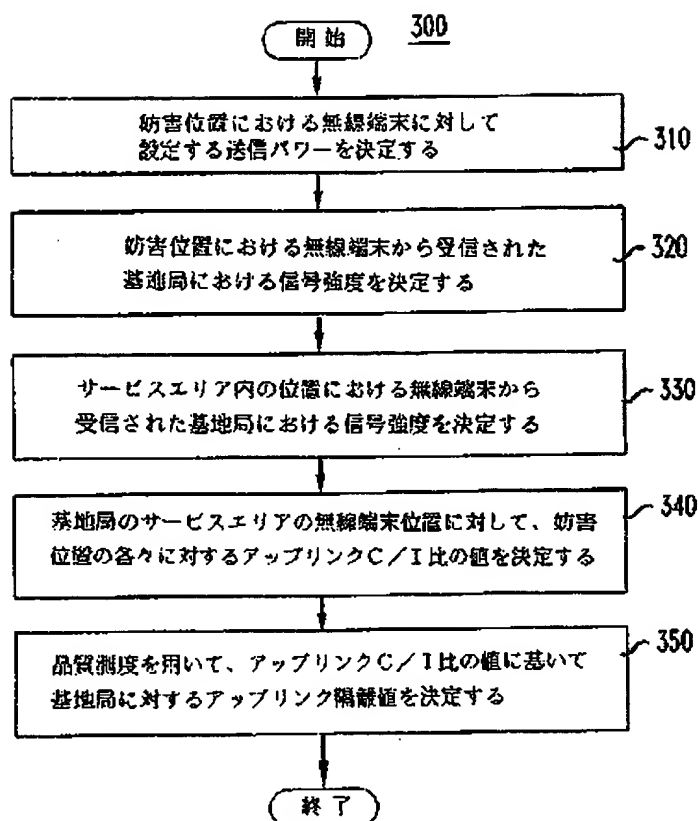 300
開始
妨害位置における無線端末に対して
設定する送信パワーを決定する
310
妨害位置における無線端末から受信された
基地局における信号強度を決定する
320
サービスエリア内の位置における無線端末から
受信された基地局における信号強度を決定する
330
基地局のサービスエリアの無線端末位置に対して、妨害
位置の各々に対するアップリンクC/I比の値を決定する
340
品質測度を用いて、アップリンクC/I比の値に基いて
基地局に対するアップリンク隔離値を決定する
350
終了